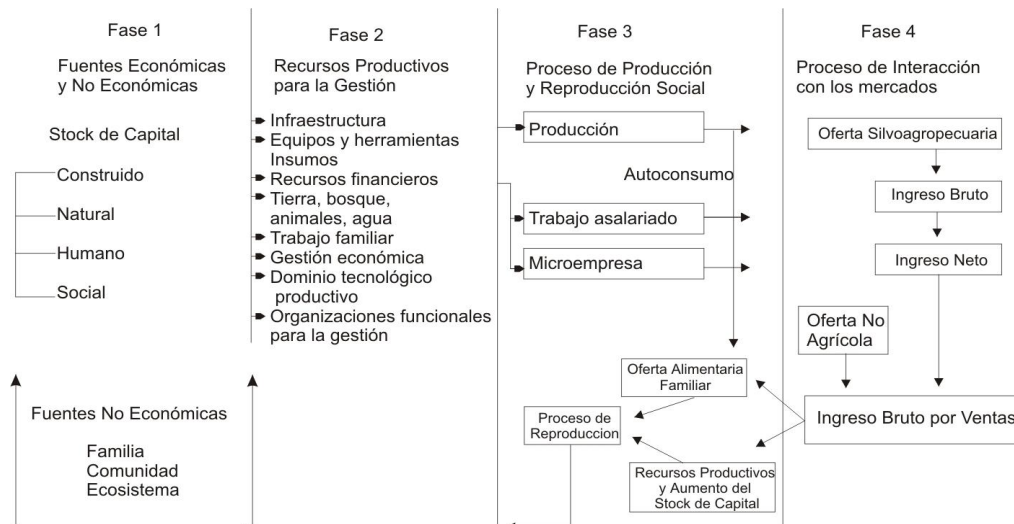 Fase 1
Fuentes Económicas
y No Económicas
Stock de Capital
Construido
Natural
Humano
Social
Fuentes No Económicas
Familia
Comunidad
Ecosistema
Fase 2
Recursos Productivos
para la Gestión
Infraestructura
Equipos y herramientas
Insumos
Recursos financieros
Tierra, bosque,
animales, agua
Trabajo familiar
Gestión económica
Dominio tecnológico
productivo
Organizaciones funcionales
para la gestión
Fase 3
Proceso de Producción
y Reproducción Social
Producción
Autoconsumo
Trabajo asalariado
Microempresa
Oferta Alimentaria
Familiar
Proceso de
Reproduccion
Recursos Productivos
y Aumento del
Stock de Capital
Fase 4
Proceso de Interacción
con los mercados
Oferta Silvoagropecuaria
Ingreso Bruto
Ingreso Neto
Oferta No
Agrícola
Ingreso Bruto por Ventas